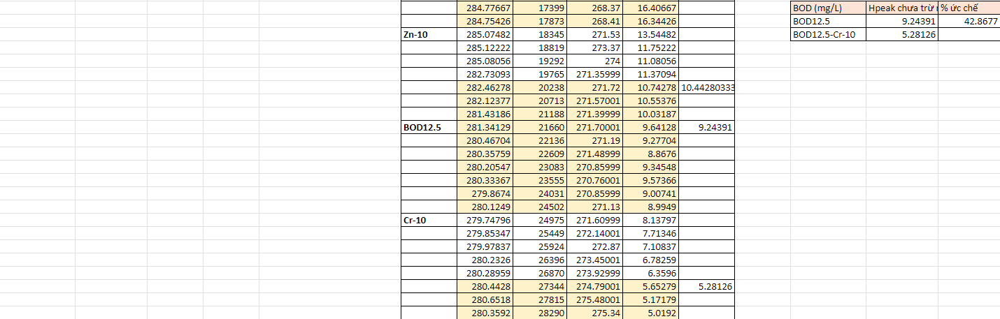 284.77667 17399 268.37 16.40667 BOD (mg/L) Hpeak chưa trừ % ức chế
284.75426 17873 268.41 16.34426 BOD12.5 9.24391 42.8677
Zn-10 285.07482 18345 271.53 13.54482 BOD12.5-Cr-10 5.28126
285.12222 18819 273.37 11.75222
285.08056 19292 274 11.08056
282.73093 19765 271.35999 11.37094
282.46278 20238 271.72 10.74278 10.44280333
282.12377 20713 271.57001 10.55376
281.43186 21188 271.39999 10.03187
BOD12.5 281.34129 21660 271.70001 9.64128 9.24391
280.46704 22136 271.19 9.27704
280.35759 22609 271.48999 8.8676
280.20547 23083 270.85999 9.34548
280.33367 23555 270.76001 9.57366
279.8674 24031 270.85999 9.00741
280.1249 24502 271.13 8.9949
Cr-10 279.74796 24975 271.60999 8.13797
279.85347 25449 272.14001 7.71346
279.97837 25924 272.87 7.10837
280.2326 26396 273.45001 6.78259
280.28959 26870 273.92999 6.3596
280.4428 27344 274.79001 5.65279 5.28126
280.6518 27815 275.48001 5.17179
280.3592 28290 275.34 5.0192